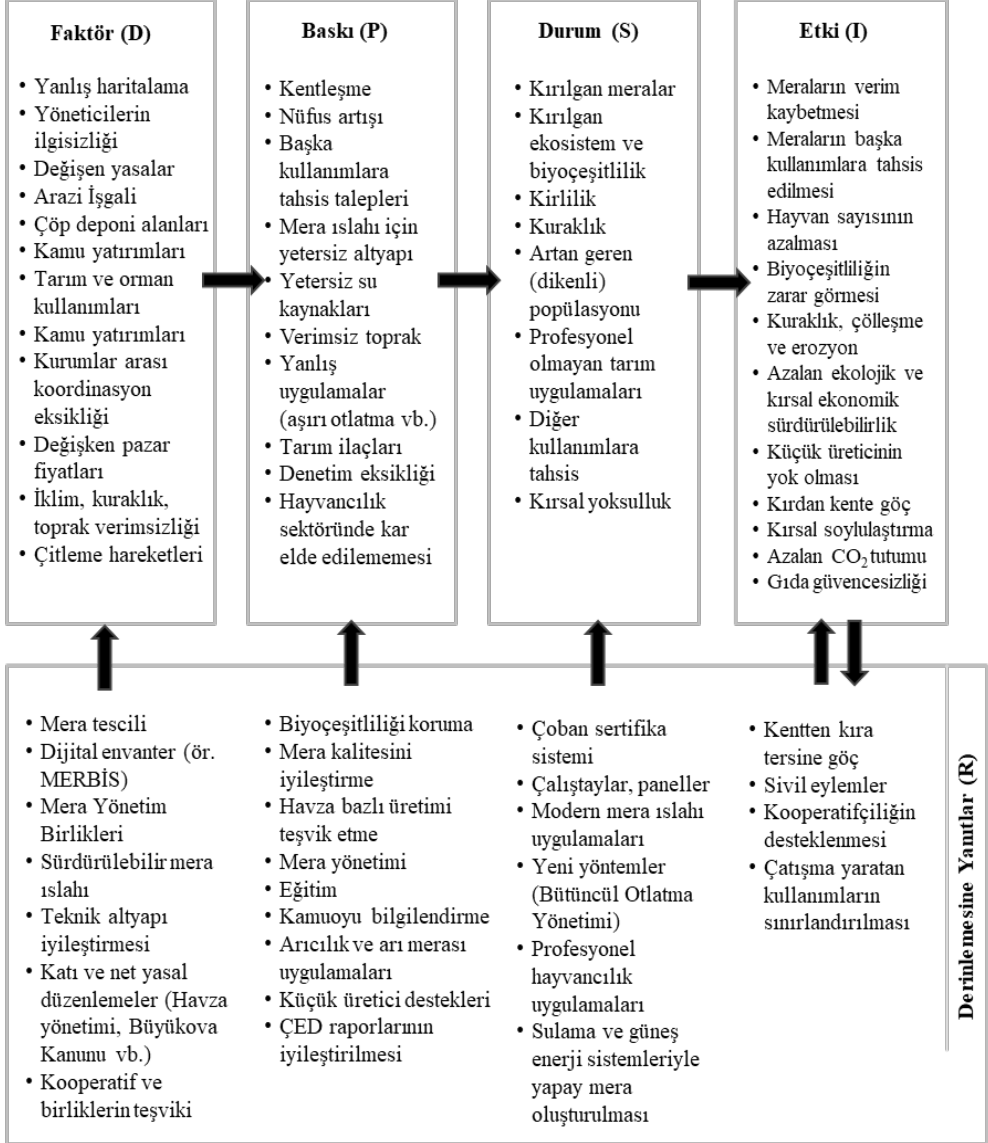 Faktör (D)
• Yanlış haritalama
• Yöneticilerin
ilgisizliği
• Değişen yasalar
• Arazi İşgali
• Çöp deponi alanları
• Kamu yatırımları
• Tarım ve orman
kullanımları
• Kamu yatırımları
• Kurumlar arası
koordinasyon
eksikliği
• Değişken pazar
fiyatları
• İklim, kuraklık,
toprak verimsizliği
• Çitleme hareketleri
Baskı (P)
• Kentleşme
• Nüfus artışı
• Başka
kullanımlara
tahsis talepleri
• Mera ıslahı için
yetersiz altyapı
• Yetersiz su
kaynakları
• Verimsiz toprak
• Yanlış
uygulamalar
(aşırı otlatma vb.)
• Tarım ilaçları
• Denetim eksikliği
• Hayvancılık
sektöründe kar
elde edilememesi
Durum (S)
• Kırılgan meralar
• Kırılgan
ekosistem ve
biyoçeşitlilik
• Kirlilik
• Kuraklık
• Artan geren
(dikenli)
popülasyonu
• Profesyonel
olmayan tarım
uygulamaları
• Diğer
kullanımlara
tahsis
• Kırsal yoksulluk
Etki (I)
• Meraların verim
kaybetmesi
• Meraların başka
kullanımlara tahsis
edilmesi
• Hayvan sayısının
azalması
• Biyoçeşitliliğin
zarar görmesi
• Kuraklık, çölleşme
ve erozyon
• Azalan ekolojik ve
kırsal ekonomik
sürdürülebilirlik
• Küçük üreticinin
yok olması
• Kırdan kente göç
• Kırsal soylulaştırma
• Azalan CO₂ tutumu
• Gıda güvencesizliği
• Mera tescili
• Dijital envanter (ör.
MERBİS)
• Mera Yönetim
Birlikleri
• Sürdürülebilir mera
ıslahı
• Teknik altyapı
iyileştirmesi
• Katı ve net yasal
düzenlemeler (Havza
yönetimi, Büyükova
Kanunu vb.)
• Kooperatif ve
birliklerin teşviki
• Biyoçeşitliliği koruma
• Mera kalitesini
iyileştirme
• Havza bazlı üretimi
teşvik etme
• Mera yönetimi
• Eğitim
• Kamuoyu bilgilendirme
• Arıcılık ve arı merası
uygulamaları
• Küçük üretici destekleri
• ÇED raporlarının
iyileştirilmesi
• Çoban sertifika
sistemi
• Çalıştaylar, paneller
• Modern mera ıslahı
uygulamaları
• Yeni yöntemler
(Bütüncül Otlatma
Yönetimi)
• Profesyonel
hayvancılık
uygulamaları
• Sulama ve güneş
enerji sistemleriyle
yapay mera
oluşturulması
• Kentten kıra
tersine göç
• Sivil eylemler
• Kooperatifçiliğin
desteklenmesi
• Çatışma yaratan
kullanımların
sınırlandırılması
Derinlemesine Yanıtlar (R)